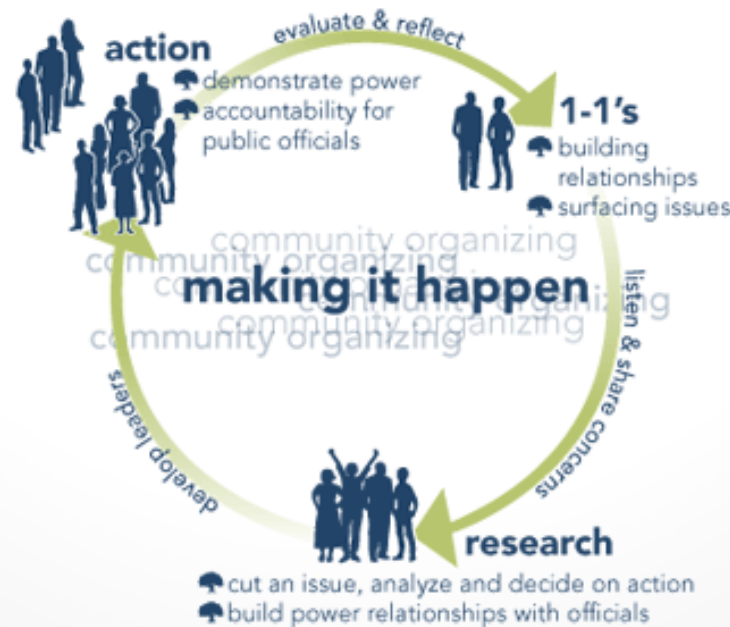 evaluate & reflect
action
demonstrate power
accountability for
public officials
1-1's
building
relationships
surfacing issues
community organizing
community organizing
making it happen
community organizing
community organizing
community organizing
listen & share concerns
develop leaders
research
cut an issue, analyze and decide on action
build power relationships with officials